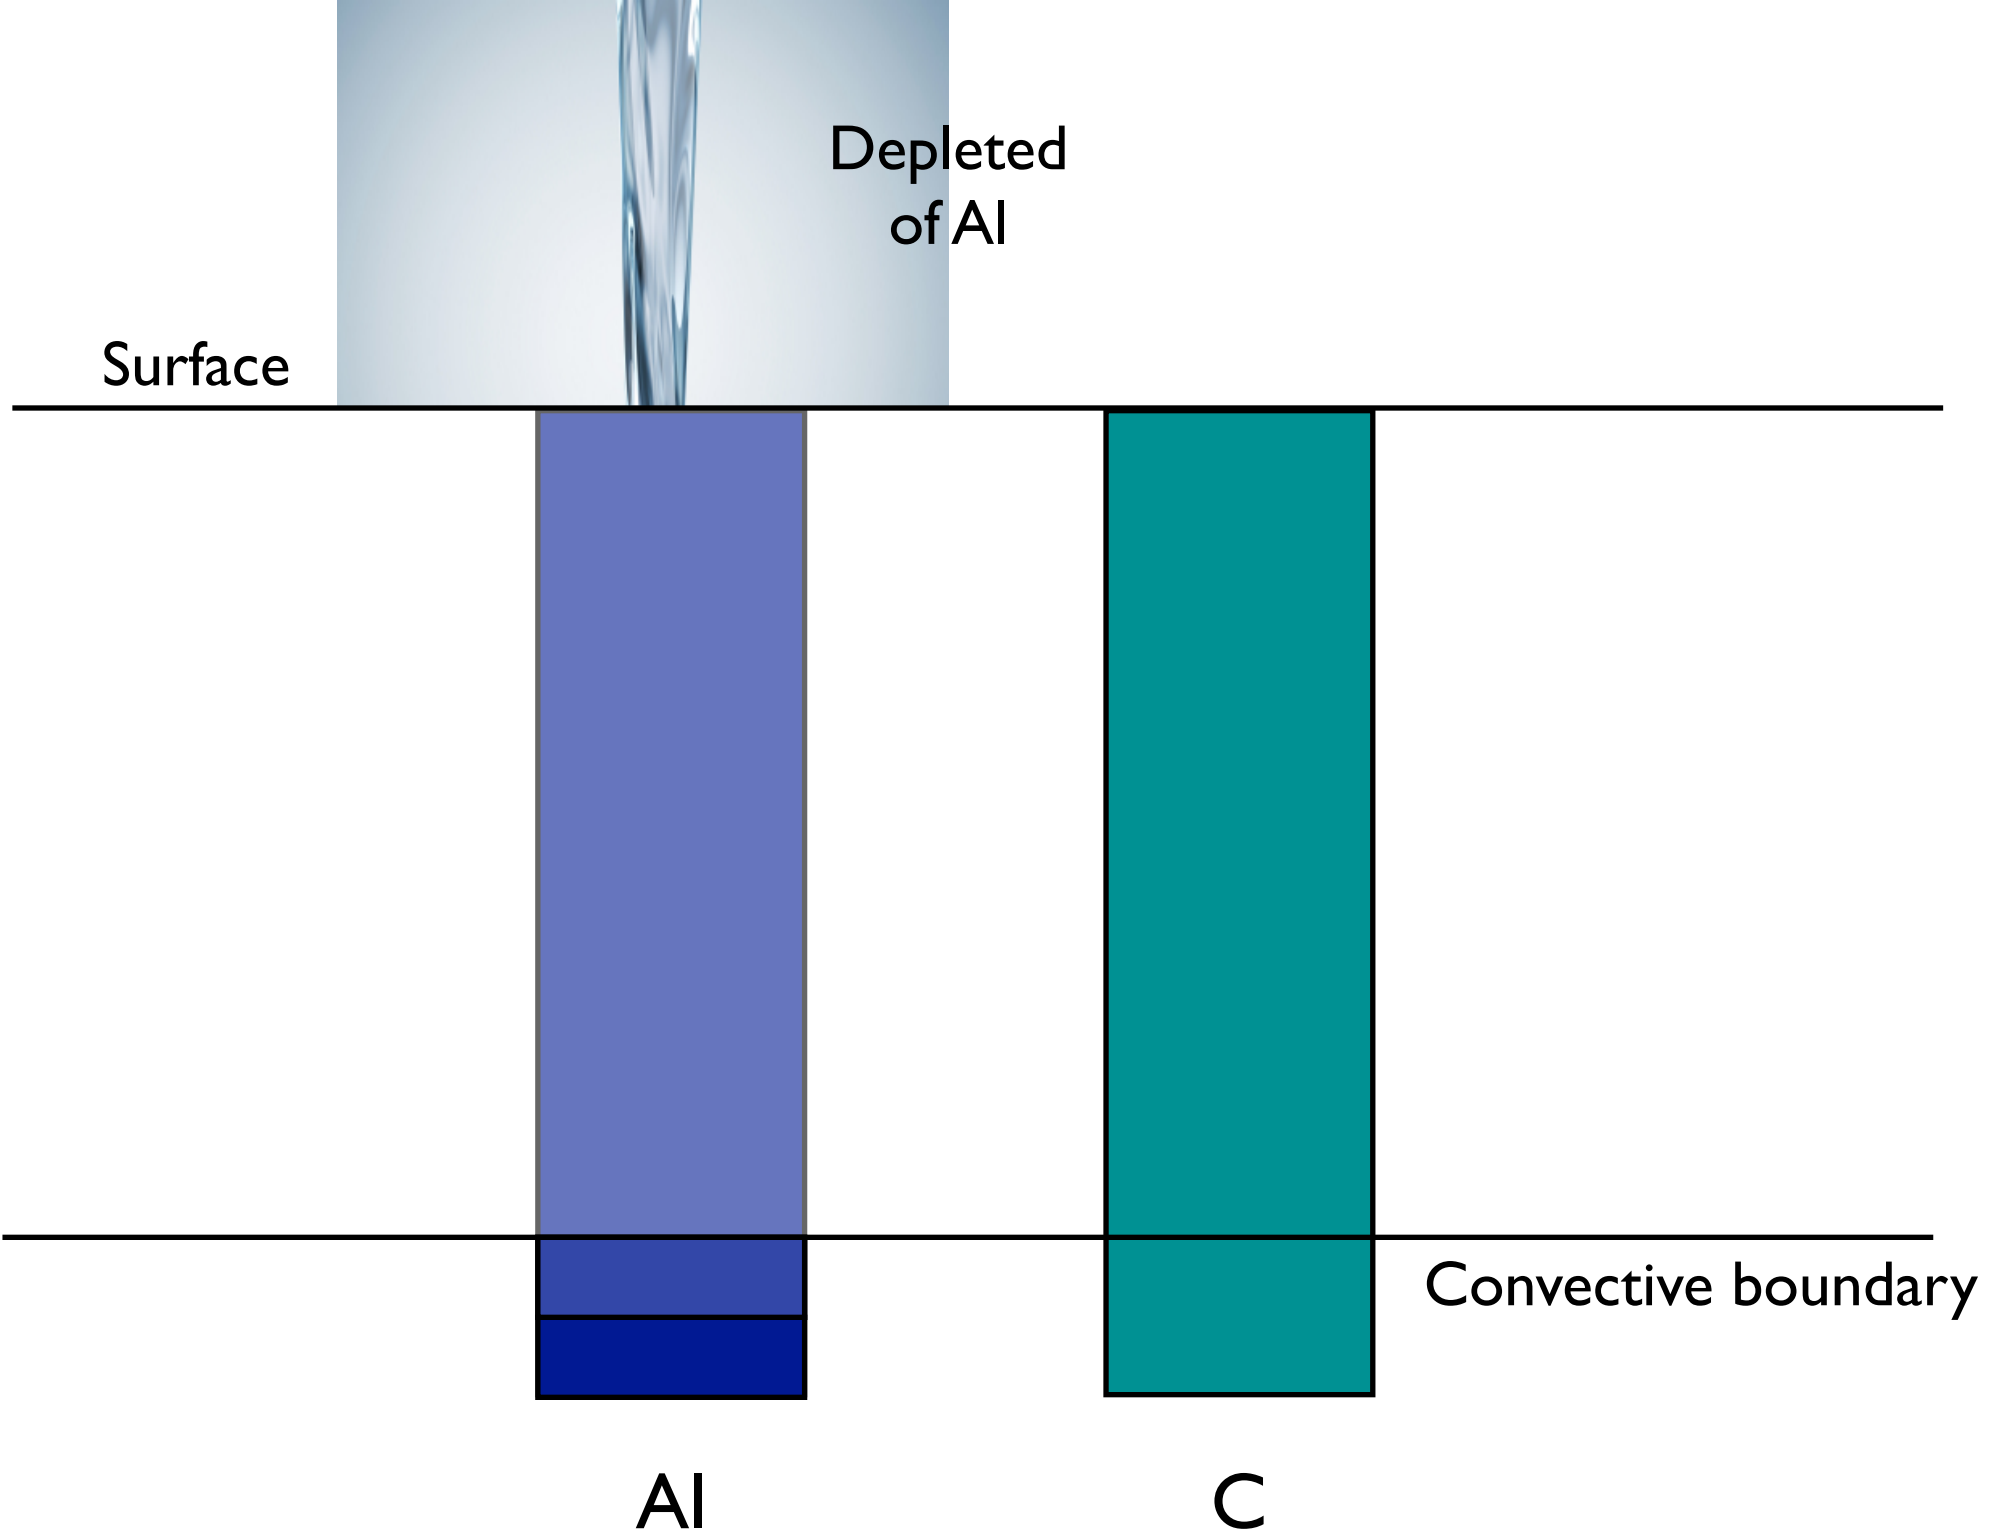 Depleted
of Al
Surface
Convective boundary
Al
C